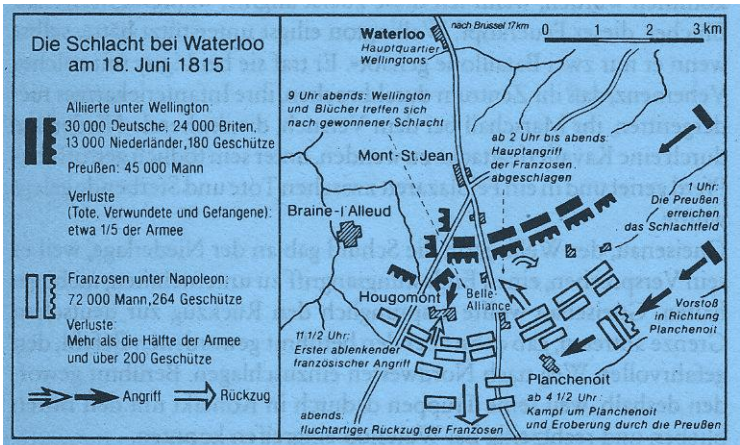 Die Schlacht bei Waterloo
am 18. Juni 1815
Alliierte unter Wellington:
30 000 Deutsche, 24 000 Briten,
13 000 Niederländer, 180 Geschütze
Preußen: 45 000 Mann
Verluste
(Tote, Verwundete und Gefangene):
etwa 1/5 der Armee
Franzosen unter Napoleon:
72 000 Mann, 264 Geschütze
Verluste:
Mehr als die Hälfte der Armee
und über 200 Geschütze
Angriff
Rückzug
Waterloo
Hauptquartier
Wellingtons
nach Brüssel 17km
0 1 2 3 km
9 Uhr abends: Wellington
und Blücher treffen sich
nach gewonnener Schlacht
ab 2 Uhr bis abends:
Hauptangriff
der Franzosen
abgeschlagen
Mont-St. Jean
1 Uhr:
Die Preußen
erreichen
das Schlachtfeld
Braine-l'Alleud
Hougomont
Belle-
Alliance
Vorstoß
in Richtung
Planchenoit
11 1/2 Uhr:
Erster ablenkender
französischer Angriff
Planchenoit
ab 4 1/2 Uhr:
Kampf um Planchenoit
und Eroberung durch die Preußen
abends:
fluchtartiger Rückzug der Franzosen